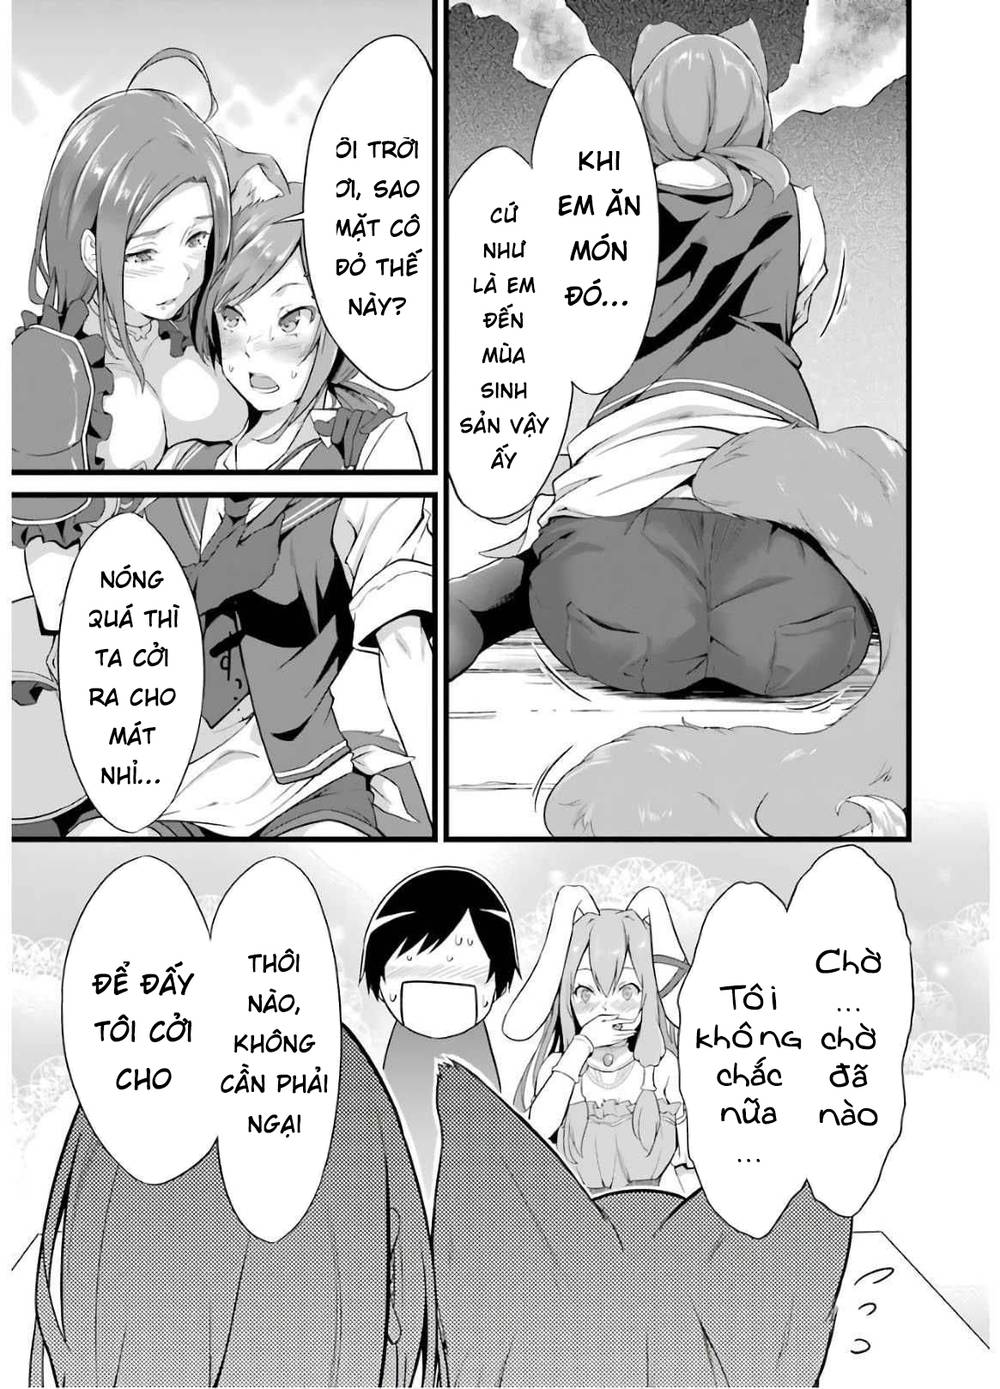 KHI
EM ĂN
MÓN
ĐÓ...
CỨ
NHƯ
LÀ EM
ĐẾN
MÙA
SINH
SẢN VẬY
ẤY
ÔI TRỜI
ƠI, SAO
MẶT CÔ
ĐỎ THẾ
NÀY?
NÓNG
QUÁ THÌ
TA CỞI
RA CHO
MÁT
NHỈ...
Chờ
...
chờ
đã
nào
Tôi
không
chắc
nữa
...
THÔI
NÀO,
KHÔNG
CẦN PHẢI
NGẠI
ĐỂ ĐẤY
TÔI CỞI
CHO